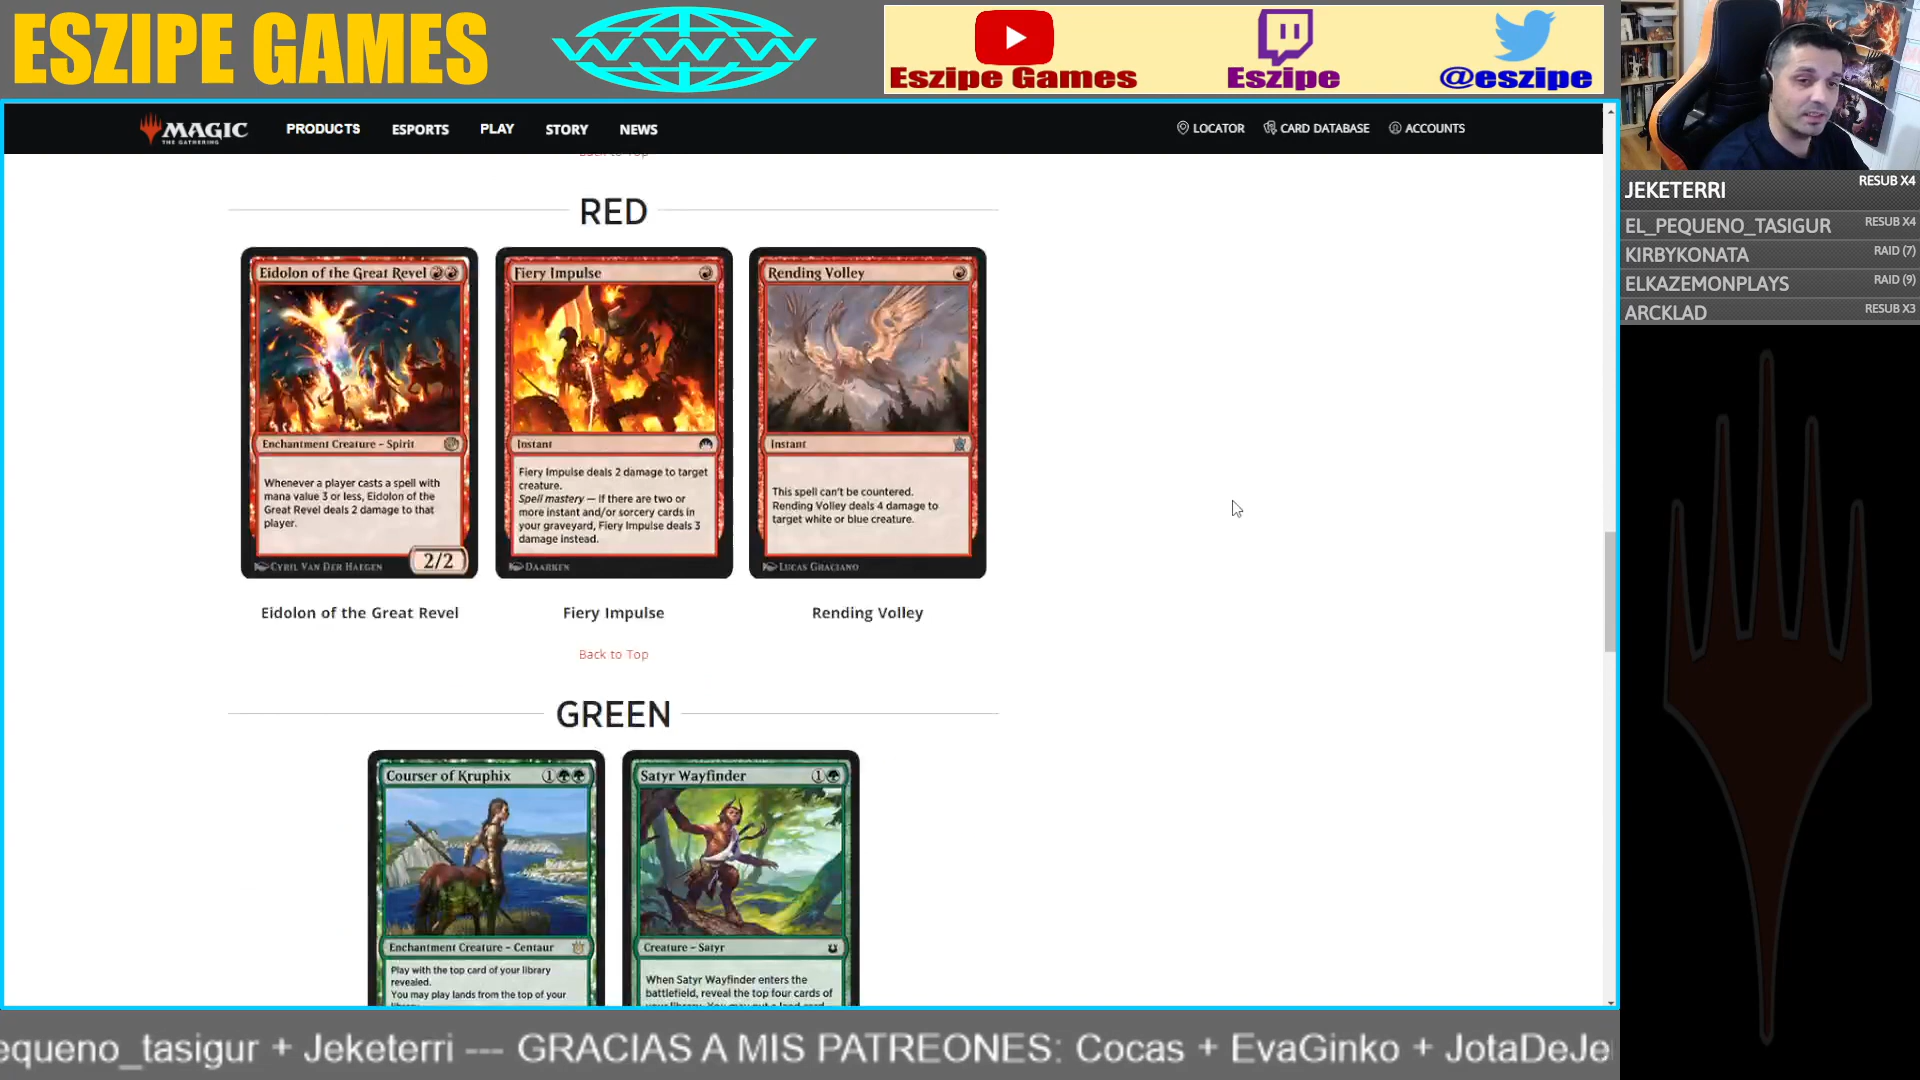 ESZIPE GAMES
WWW
Eszipe Games
Eszipe
@eszipe
MAGIC
THE GATHERING
PRODUCTS
ESPORTS
PLAY
STORY
NEWS
LOCATOR
CARD DATABASE
ACCOUNTS
JEKETERRI RESUB X4
EL_PEQUENO_TASIGUR RESUB X4
KIRBYKONATA RAID (7)
ELKAZEMONPLAYS RAID (9)
ARCKLAD RESUB X3
Back to Top
RED
Eidolon of the Great Revel
Enchantment Creature – Spirit
Whenever a player casts a spell with
mana value 3 or less, Eidolon of the
Great Revel deals 2 damage to that
player.
2/2
CYRIL VAN DER HAEGEN
Fiery Impulse
Instant
Fiery Impulse deals 2 damage to target
creature.
Spell mastery — If there are two or
more instant and/or sorcery cards in
your graveyard, Fiery Impulse deals 3
damage instead.
DAARKEN
Rending Volley
Instant
This spell can't be countered.
Rending Volley deals 4 damage to
target white or blue creature.
LUCAS GRACIANO
Eidolon of the Great Revel
Fiery Impulse
Rending Volley
Back to Top
GREEN
Courser of Kruphix 1
Enchantment Creature – Centaur
Play with the top card of your library
revealed.
You may play lands from the top of your
Satyr Wayfinder 1
Creature – Satyr
When Satyr Wayfinder enters the
battlefield, reveal the top four cards of
equeno_tasigur + Jeketerri --- GRACIAS A MIS PATREONES: Cocas + EvaGinko + JotaDeJe